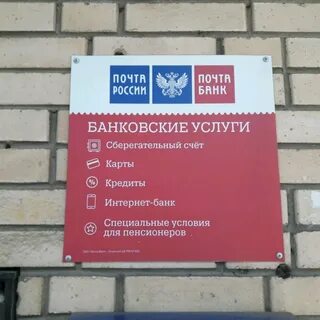 ПОЧТА РОССИИ
ПОЧТА БАНК
БАНКОВСКИЕ УСЛУГИ
Сберегательный счёт
Карты
Кредиты
Интернет-банк
Специальные условия
для пенсионеров